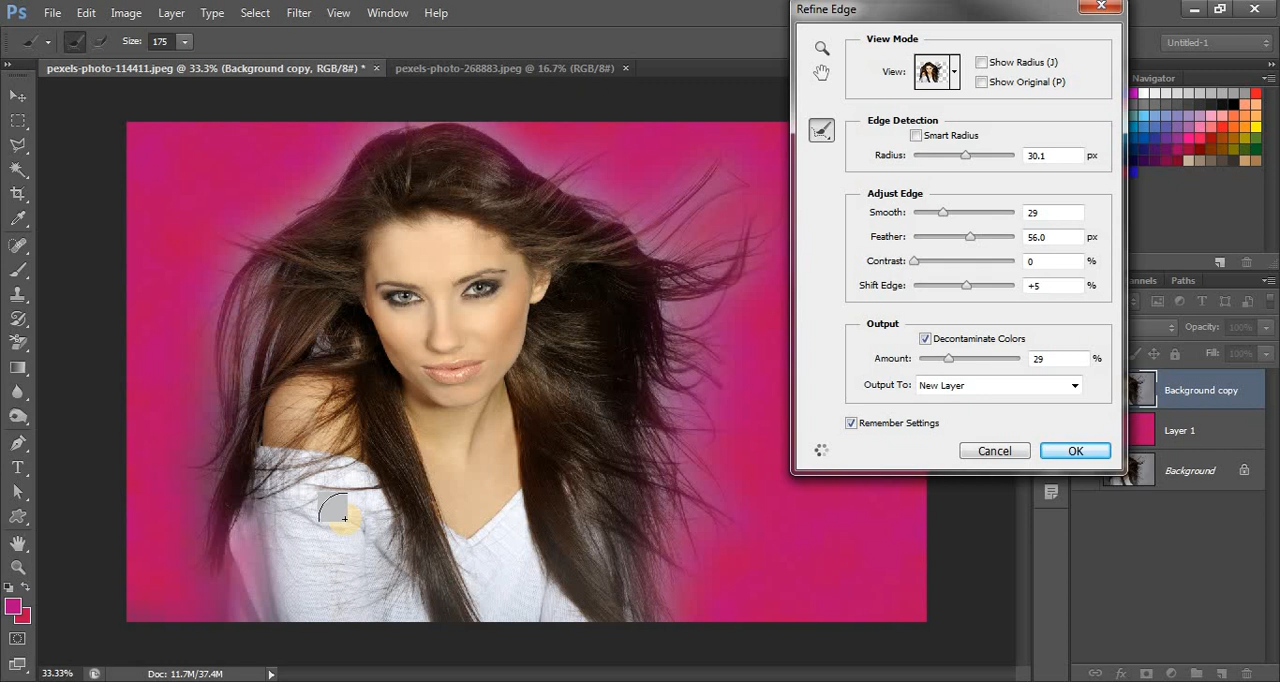 Ps File Edit Image Layer Type Select Filter View Window Help
Size: 175
Untitled-1
pexels-photo-114411.jpeg @ 33.3% (Background copy, RGB/8#) * × pexels-photo-268883.jpeg @ 16.7% (RGB/8#) ×
Refine Edge
View Mode
View:
Show Radius (J)
Show Original (P)
Edge Detection
Smart Radius
Radius: 30.1 px
Adjust Edge
Smooth: 29
Feather: 56.0 px
Contrast: 0 %
Shift Edge: +5 %
Output
Decontaminate Colors
Amount: 29 %
Output To: New Layer
Remember Settings
Cancel OK
Navigator
annels Paths
Opacity: 100%
Fill: 100%
Background copy
Layer 1
Background
33.33% Doc: 11.7M/37.4M